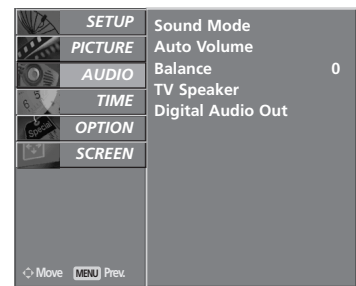 SETUP
PICTURE
AUDIO
TIME
OPTION
SCREEN
Move MENU Prev.
Sound Mode
Auto Volume
Balance 0
TV Speaker
Digital Audio Out